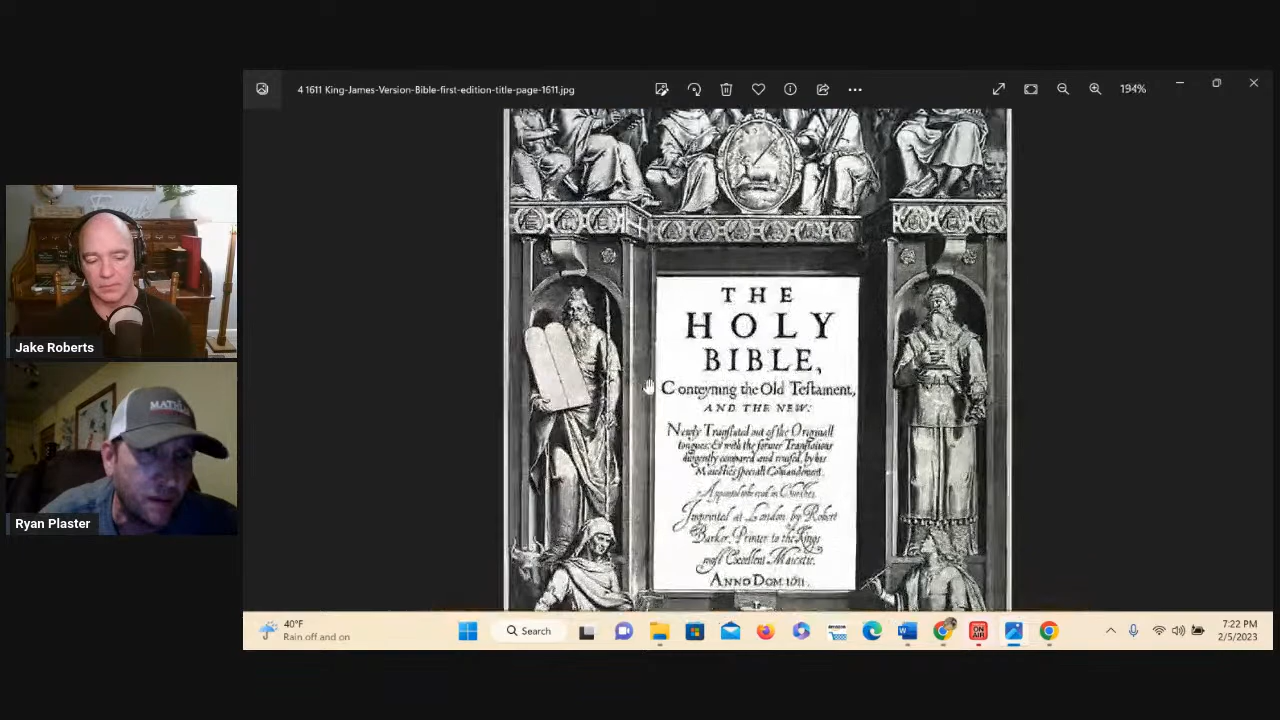 4 1611 King-James-Version-Bible-first-edition-title-page-1611.jpg
194%
THE
HOLY
BIBLE,
Conteyning the Old Testament,
AND THE NEW:
Newly Translated out of the Originall
tongues: & with the former Translations
diligently compared and reuised, by his
Maiesties speciall Comandement.
Appointed to be read in Churches.
Imprinted at London by Robert
Barker, Printer to the Kings
most Excellent Maiestie.
ANNO DOM. 1611.
Jake Roberts
MATH
Ryan Plaster
40°F
Rain off and on
Search
amazon
ON
AIR
7:22 PM
2/5/2023